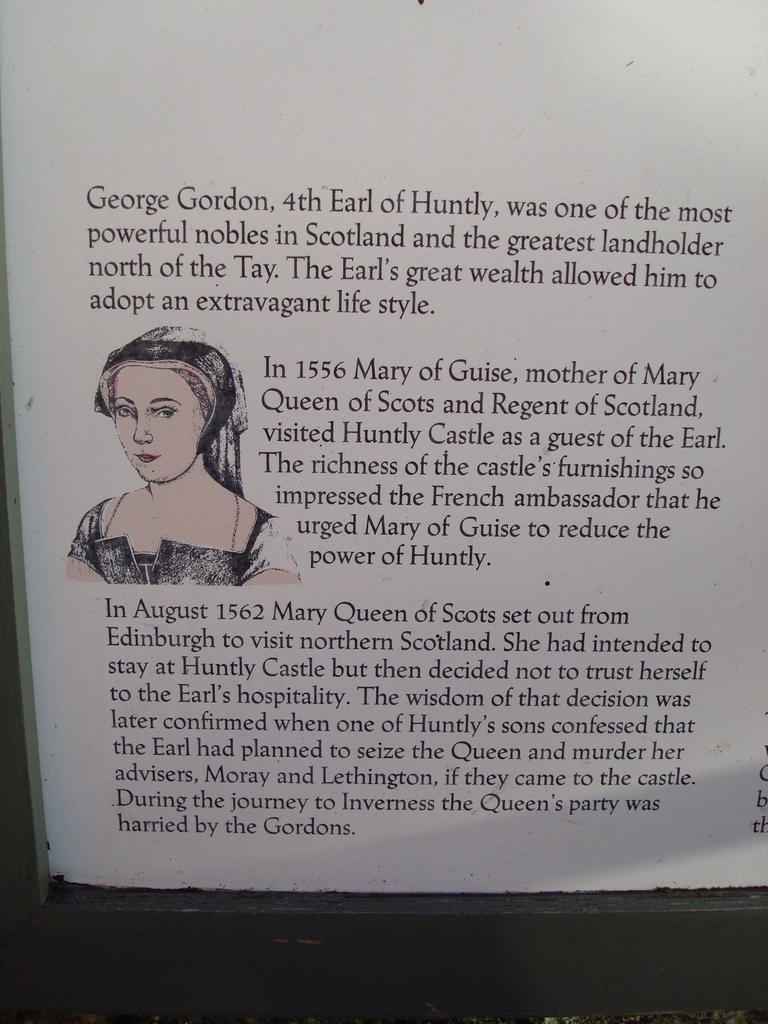 George Gordon, 4th Earl of Huntly, was one of the most
powerful nobles in Scotland and the greatest landholder
north of the Tay. The Earl's great wealth allowed him to
adopt an extravagant life style.
In 1556 Mary of Guise, mother of Mary
Queen of Scots and Regent of Scotland,
visited Huntly Castle as a guest of the Earl.
The richness of the castle's furnishings so
impressed the French ambassador that he
urged Mary of Guise to reduce the
power of Huntly.
In August 1562 Mary Queen of Scots set out from
Edinburgh to visit northern Scotland. She had intended to
stay at Huntly Castle but then decided not to trust herself
to the Earl's hospitality. The wisdom of that decision was
later confirmed when one of Huntly's sons confessed that
the Earl had planned to seize the Queen and murder her
advisers, Moray and Lethington, if they came to the castle.
During the journey to Inverness the Queen's party was
harried by the Gordons.